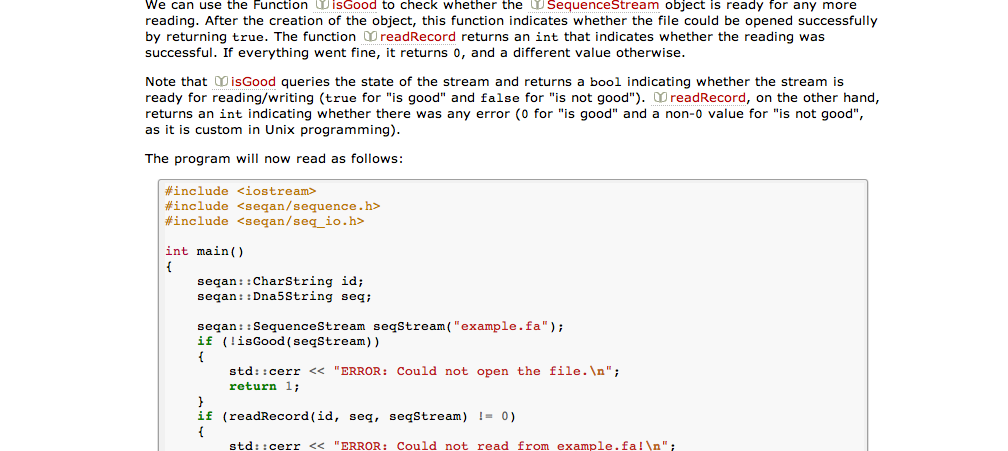 We can use the Function isGood to check whether the SequenceStream object is ready for any more
reading. After the creation of the object, this function indicates whether the file could be opened successfully
by returning true. The function readRecord returns an int that indicates whether the reading was
successful. If everything went fine, it returns 0, and a different value otherwise.
Note that isGood queries the state of the stream and returns a bool indicating whether the stream is
ready for reading/writing (true for "is good" and false for "is not good"). readRecord, on the other hand,
returns an int indicating whether there was any error (0 for "is good" and a non-0 value for "is not good",
as it is custom in Unix programming).
The program will now read as follows:
#include <iostream>
#include <seqan/sequence.h>
#include <seqan/seq_io.h>
int main()
{
    seqan::CharString id;
    seqan::Dna5String seq;
    seqan::SequenceStream seqStream("example.fa");
    if (!isGood(seqStream))
    {
        std::cerr << "ERROR: Could not open the file.\n";
        return 1;
    }
    if (readRecord(id, seq, seqStream) != 0)
    {
        std::cerr << "ERROR: Could not read from example.fa!\n";